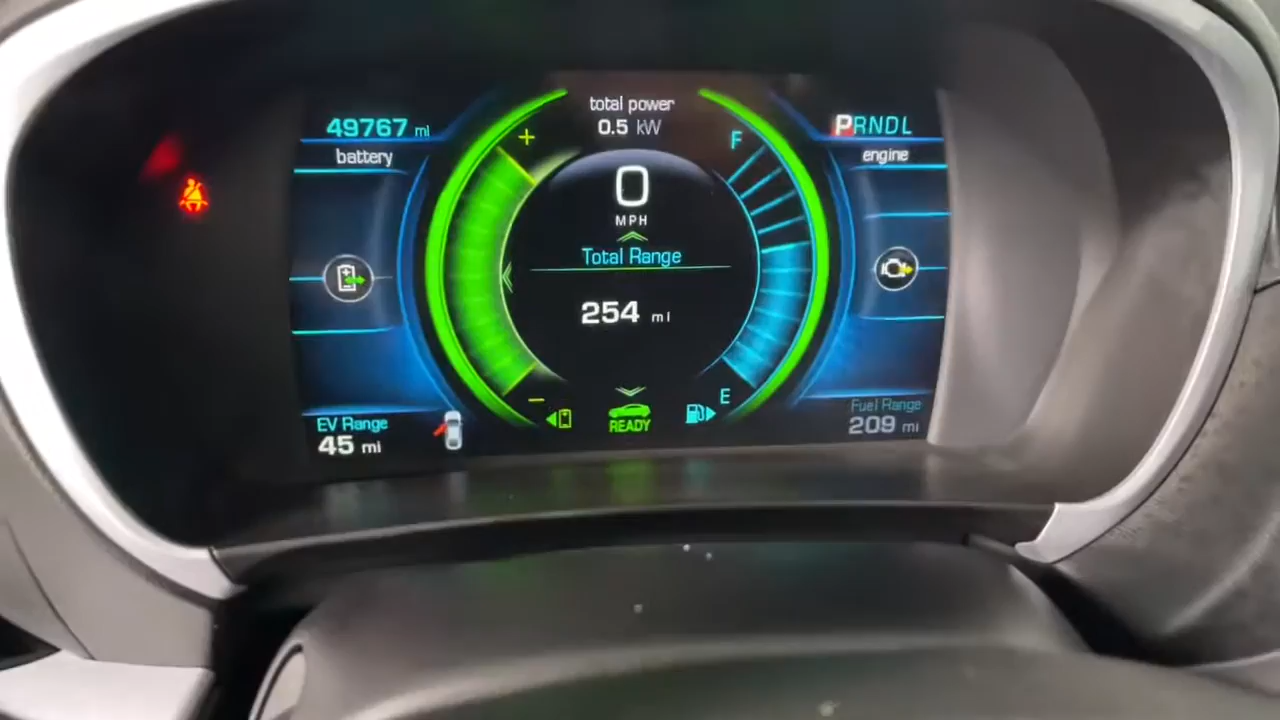 49767 mi
battery
total power
0.5 kW
PRNDL
engine
+
F
0
MPH
Total Range
254 mi
−
E
READY
EV Range
45 mi
Fuel Range
209 mi